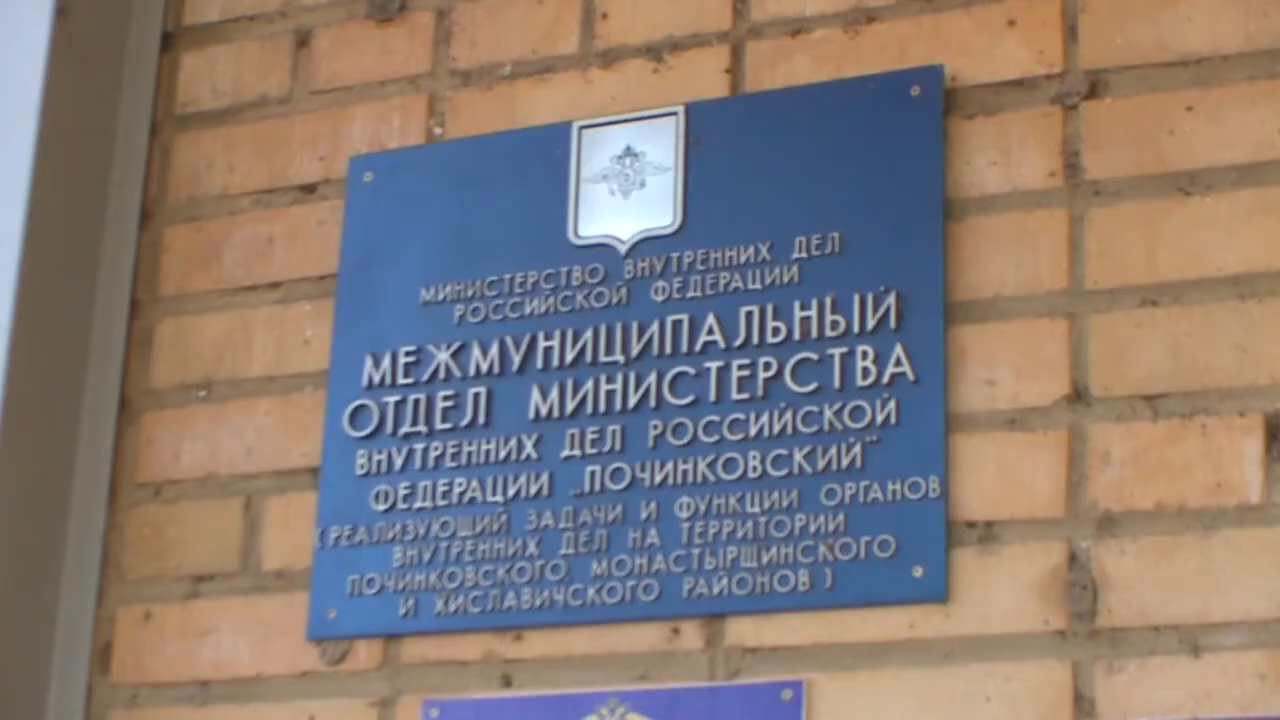 МИНИСТЕРСТВО ВНУТРЕННИХ ДЕЛ
РОССИЙСКОЙ ФЕДЕРАЦИИ
МЕЖМУНИЦИПАЛЬНЫЙ
ОТДЕЛ МИНИСТЕРСТВА
ВНУТРЕННИХ ДЕЛ РОССИЙСКОЙ
ФЕДЕРАЦИИ „ПОЧИНКОВСКИЙ"
(РЕАЛИЗУЮЩИЙ ЗАДАЧИ И ФУНКЦИИ ОРГАНОВ
ВНУТРЕННИХ ДЕЛ НА ТЕРРИТОРИИ
ПОЧИНКОВСКОГО, МОНАСТЫРЩИНСКОГО
И ХИСЛАВИЧСКОГО РАЙОНОВ)